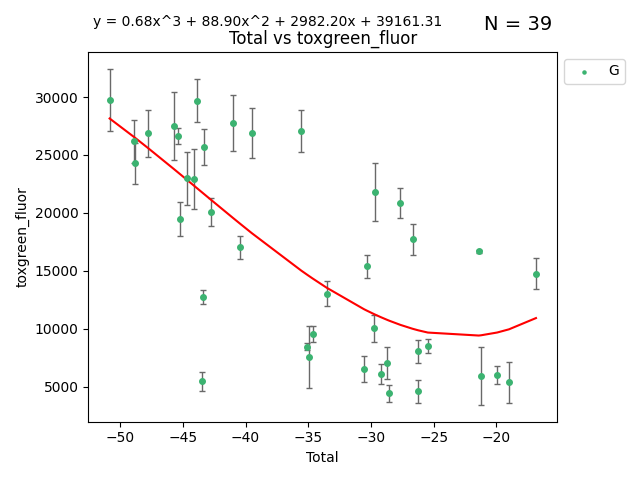 y = 0.68x^3 + 88.90x^2 + 2982.20x + 39161.31
N = 39
Total vs toxgreen_fluor
G
toxgreen_fluor
30000
25000
20000
15000
10000
5000
−50
−45
−40
−35
−30
−25
−20
Total